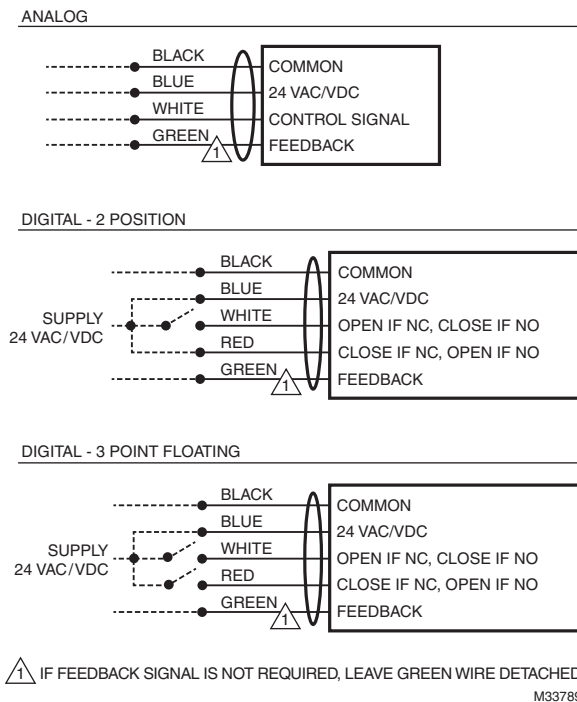 ANALOG
BLACK COMMON
BLUE 24 VAC/VDC
WHITE CONTROL SIGNAL
GREEN 1 FEEDBACK
DIGITAL - 2 POSITION
BLACK COMMON
BLUE 24 VAC/VDC
SUPPLY
24 VAC/VDC
WHITE OPEN IF NC, CLOSE IF NO
RED CLOSE IF NC, OPEN IF NO
GREEN 1 FEEDBACK
DIGITAL - 3 POINT FLOATING
BLACK COMMON
BLUE 24 VAC/VDC
SUPPLY
24 VAC/VDC
WHITE OPEN IF NC, CLOSE IF NO
RED CLOSE IF NC, OPEN IF NO
GREEN 1 FEEDBACK
1 IF FEEDBACK SIGNAL IS NOT REQUIRED, LEAVE GREEN WIRE DETACHED
M33789